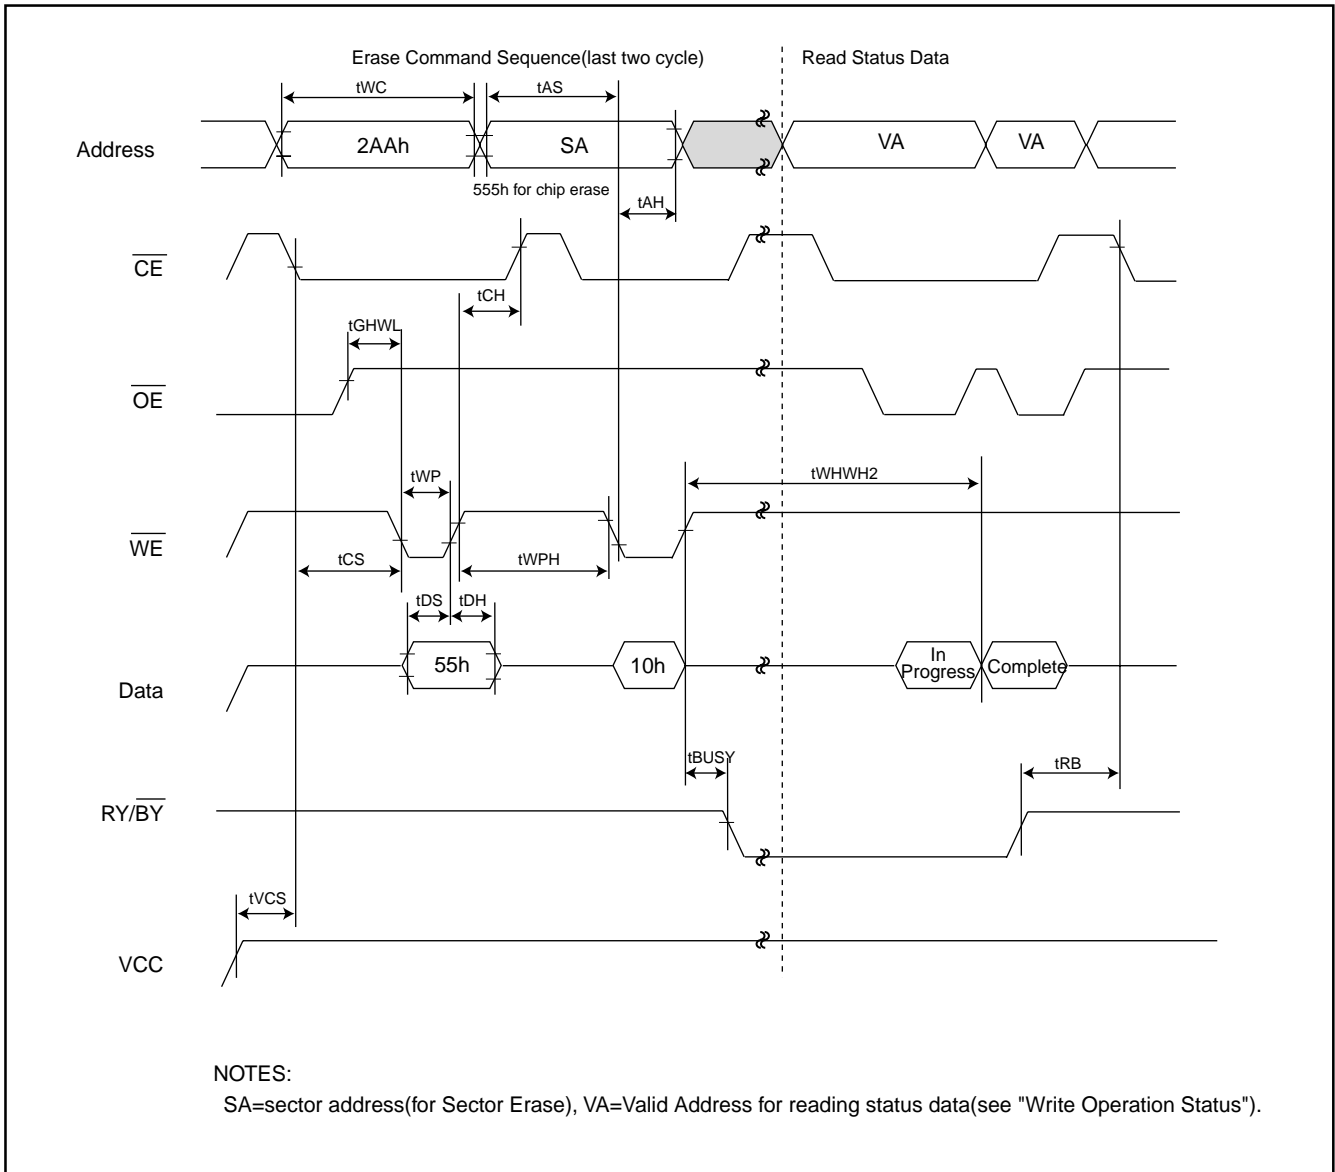 Erase Command Sequence(last two cycle)
Read Status Data
tWC
tAS
Address
2AAh
SA
VA
VA
555h for chip erase
tAH
CE
tCH
tGHWL
OE
tWP
tWHWH2
WE
tCS
tWPH
tDS
tDH
Data
55h
10h
In
Progress
Complete
tBUSY
tRB
RY/BY
tVCS
VCC
NOTES:
SA=sector address(for Sector Erase), VA=Valid Address for reading status data(see "Write Operation Status").